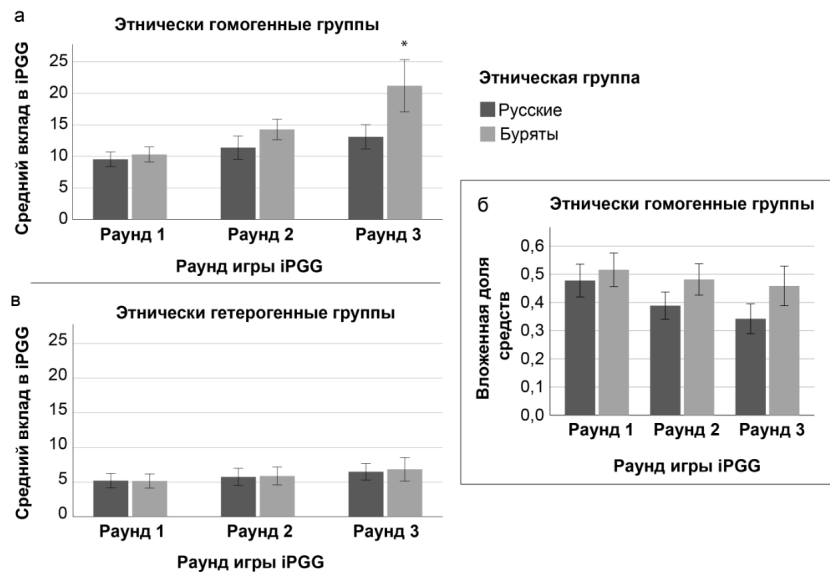 а
Этнически гомогенные группы
*
Средний вклад в iPGG
25
20
15
10
5
0
Раунд 1 Раунд 2 Раунд 3
Раунд игры iPGG
Этническая группа
Русские
Буряты
б
Этнически гомогенные группы
Вложенная доля
средств
0,6
0,5
0,4
0,3
0,2
0,1
0,0
Раунд 1 Раунд 2 Раунд 3
Раунд игры iPGG
в
Этнически гетерогенные группы
Средний вклад в iPGG
25
20
15
10
5
0
Раунд 1 Раунд 2 Раунд 3
Раунд игры iPGG